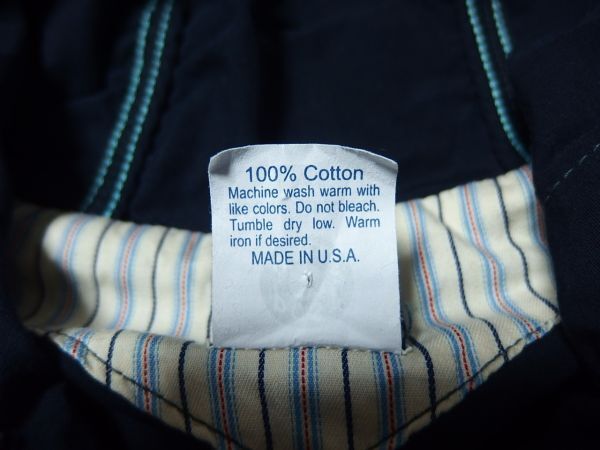 100% Cotton
Machine wash warm with
like colors. Do not bleach.
Tumble dry low. Warm
iron if desired.
MADE IN U.S.A.